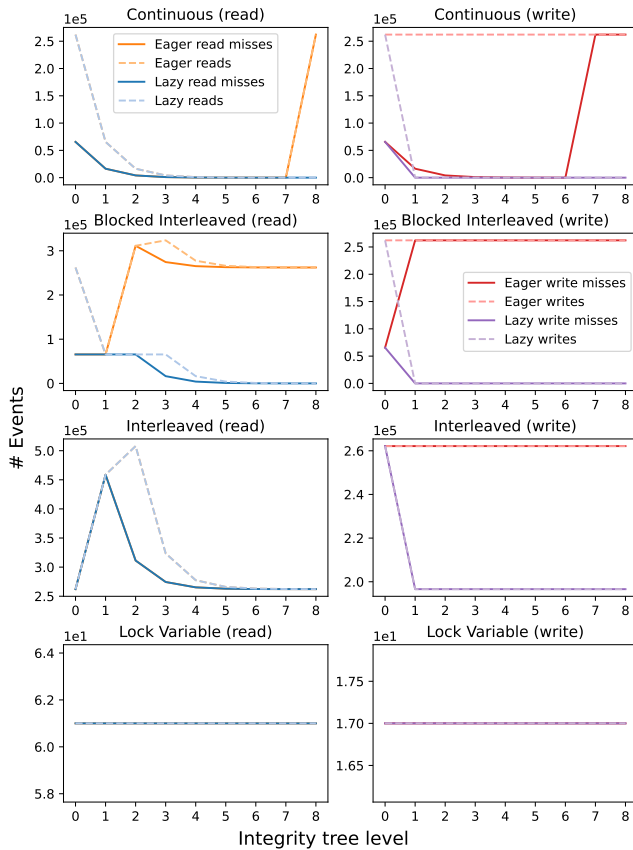 Continuous (read)
Continuous (write)
1e5
1e5
2.5
2.0
1.5
1.0
0.5
0.0
Eager read misses
Eager reads
Lazy read misses
Lazy reads
0 1 2 3 4 5 6 7 8
2.5
2.0
1.5
1.0
0.5
0.0
0 1 2 3 4 5 6 7 8
Blocked Interleaved (read)
Blocked Interleaved (write)
1e5
1e5
3
2
1
0
0 1 2 3 4 5 6 7 8
2.5
2.0
1.5
1.0
0.5
0.0
Eager write misses
Eager writes
Lazy write misses
Lazy writes
0 1 2 3 4 5 6 7 8
# Events
Interleaved (read)
Interleaved (write)
1e5
1e5
5.0
4.5
4.0
3.5
3.0
2.5
0 1 2 3 4 5 6 7 8
2.6
2.4
2.2
2.0
0 1 2 3 4 5 6 7 8
Lock Variable (read)
Lock Variable (write)
1e1
1e1
6.4
6.2
6.0
5.8
0 1 2 3 4 5 6 7 8
1.75
1.70
1.65
0 1 2 3 4 5 6 7 8
Integrity tree level